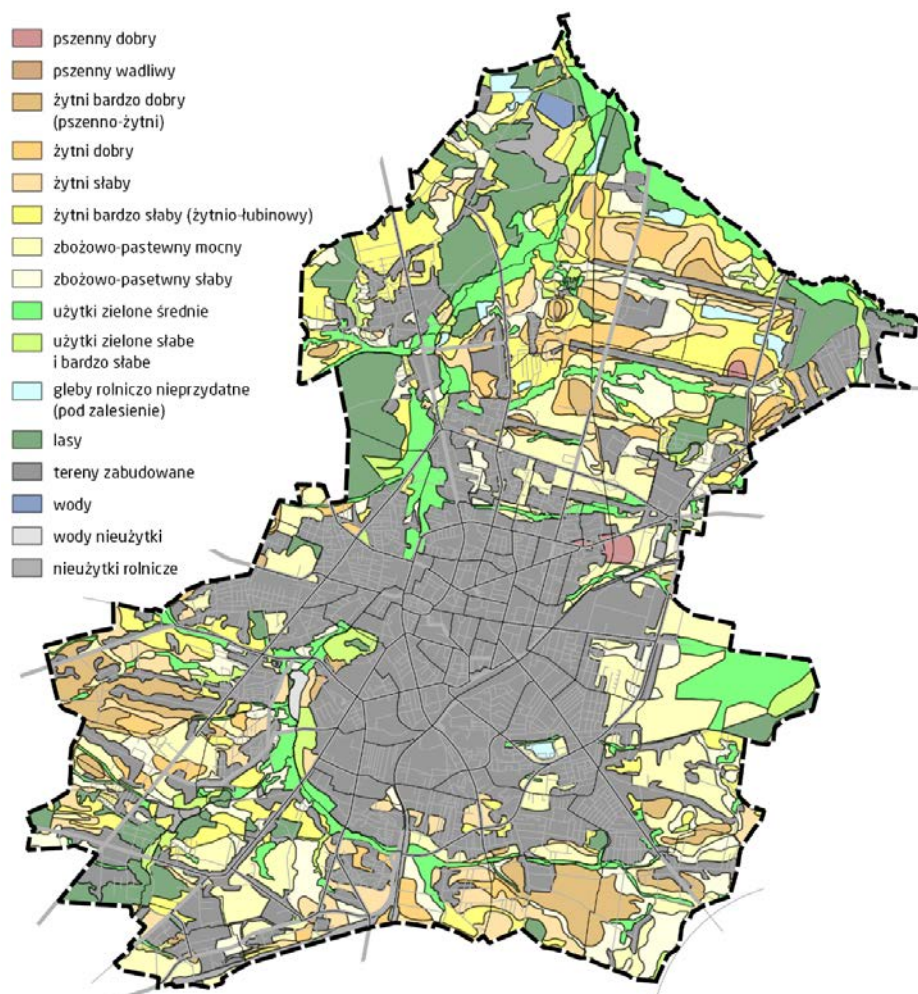 pszenny dobry
pszenny wadliwy
żytni bardzo dobry
(pszenno-żytni)
żytni dobry
żytni słaby
żytni bardzo słaby (żytnio-łubinowy)
zbożowo-pastewny mocny
zbożowo-pasetwny słaby
użytki zielone średnie
użytki zielone słabe
i bardzo słabe
gleby rolniczo nieprzydatne
(pod zalesienie)
lasy
tereny zabudowane
wody
wody nieużytki
nieużytki rolnicze